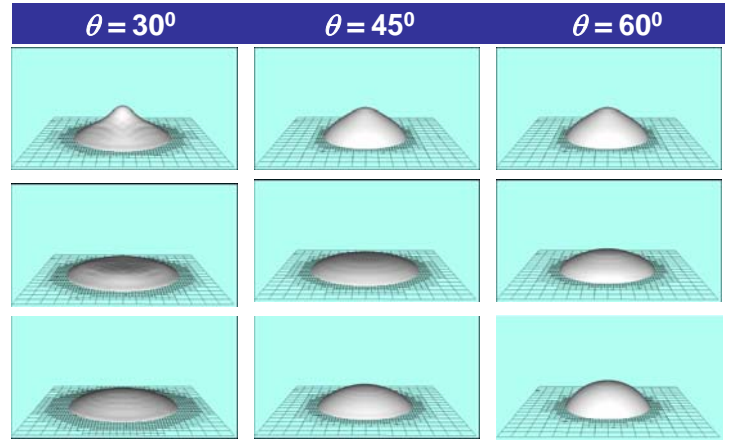 θ = 30⁰ θ = 45⁰ θ = 60⁰